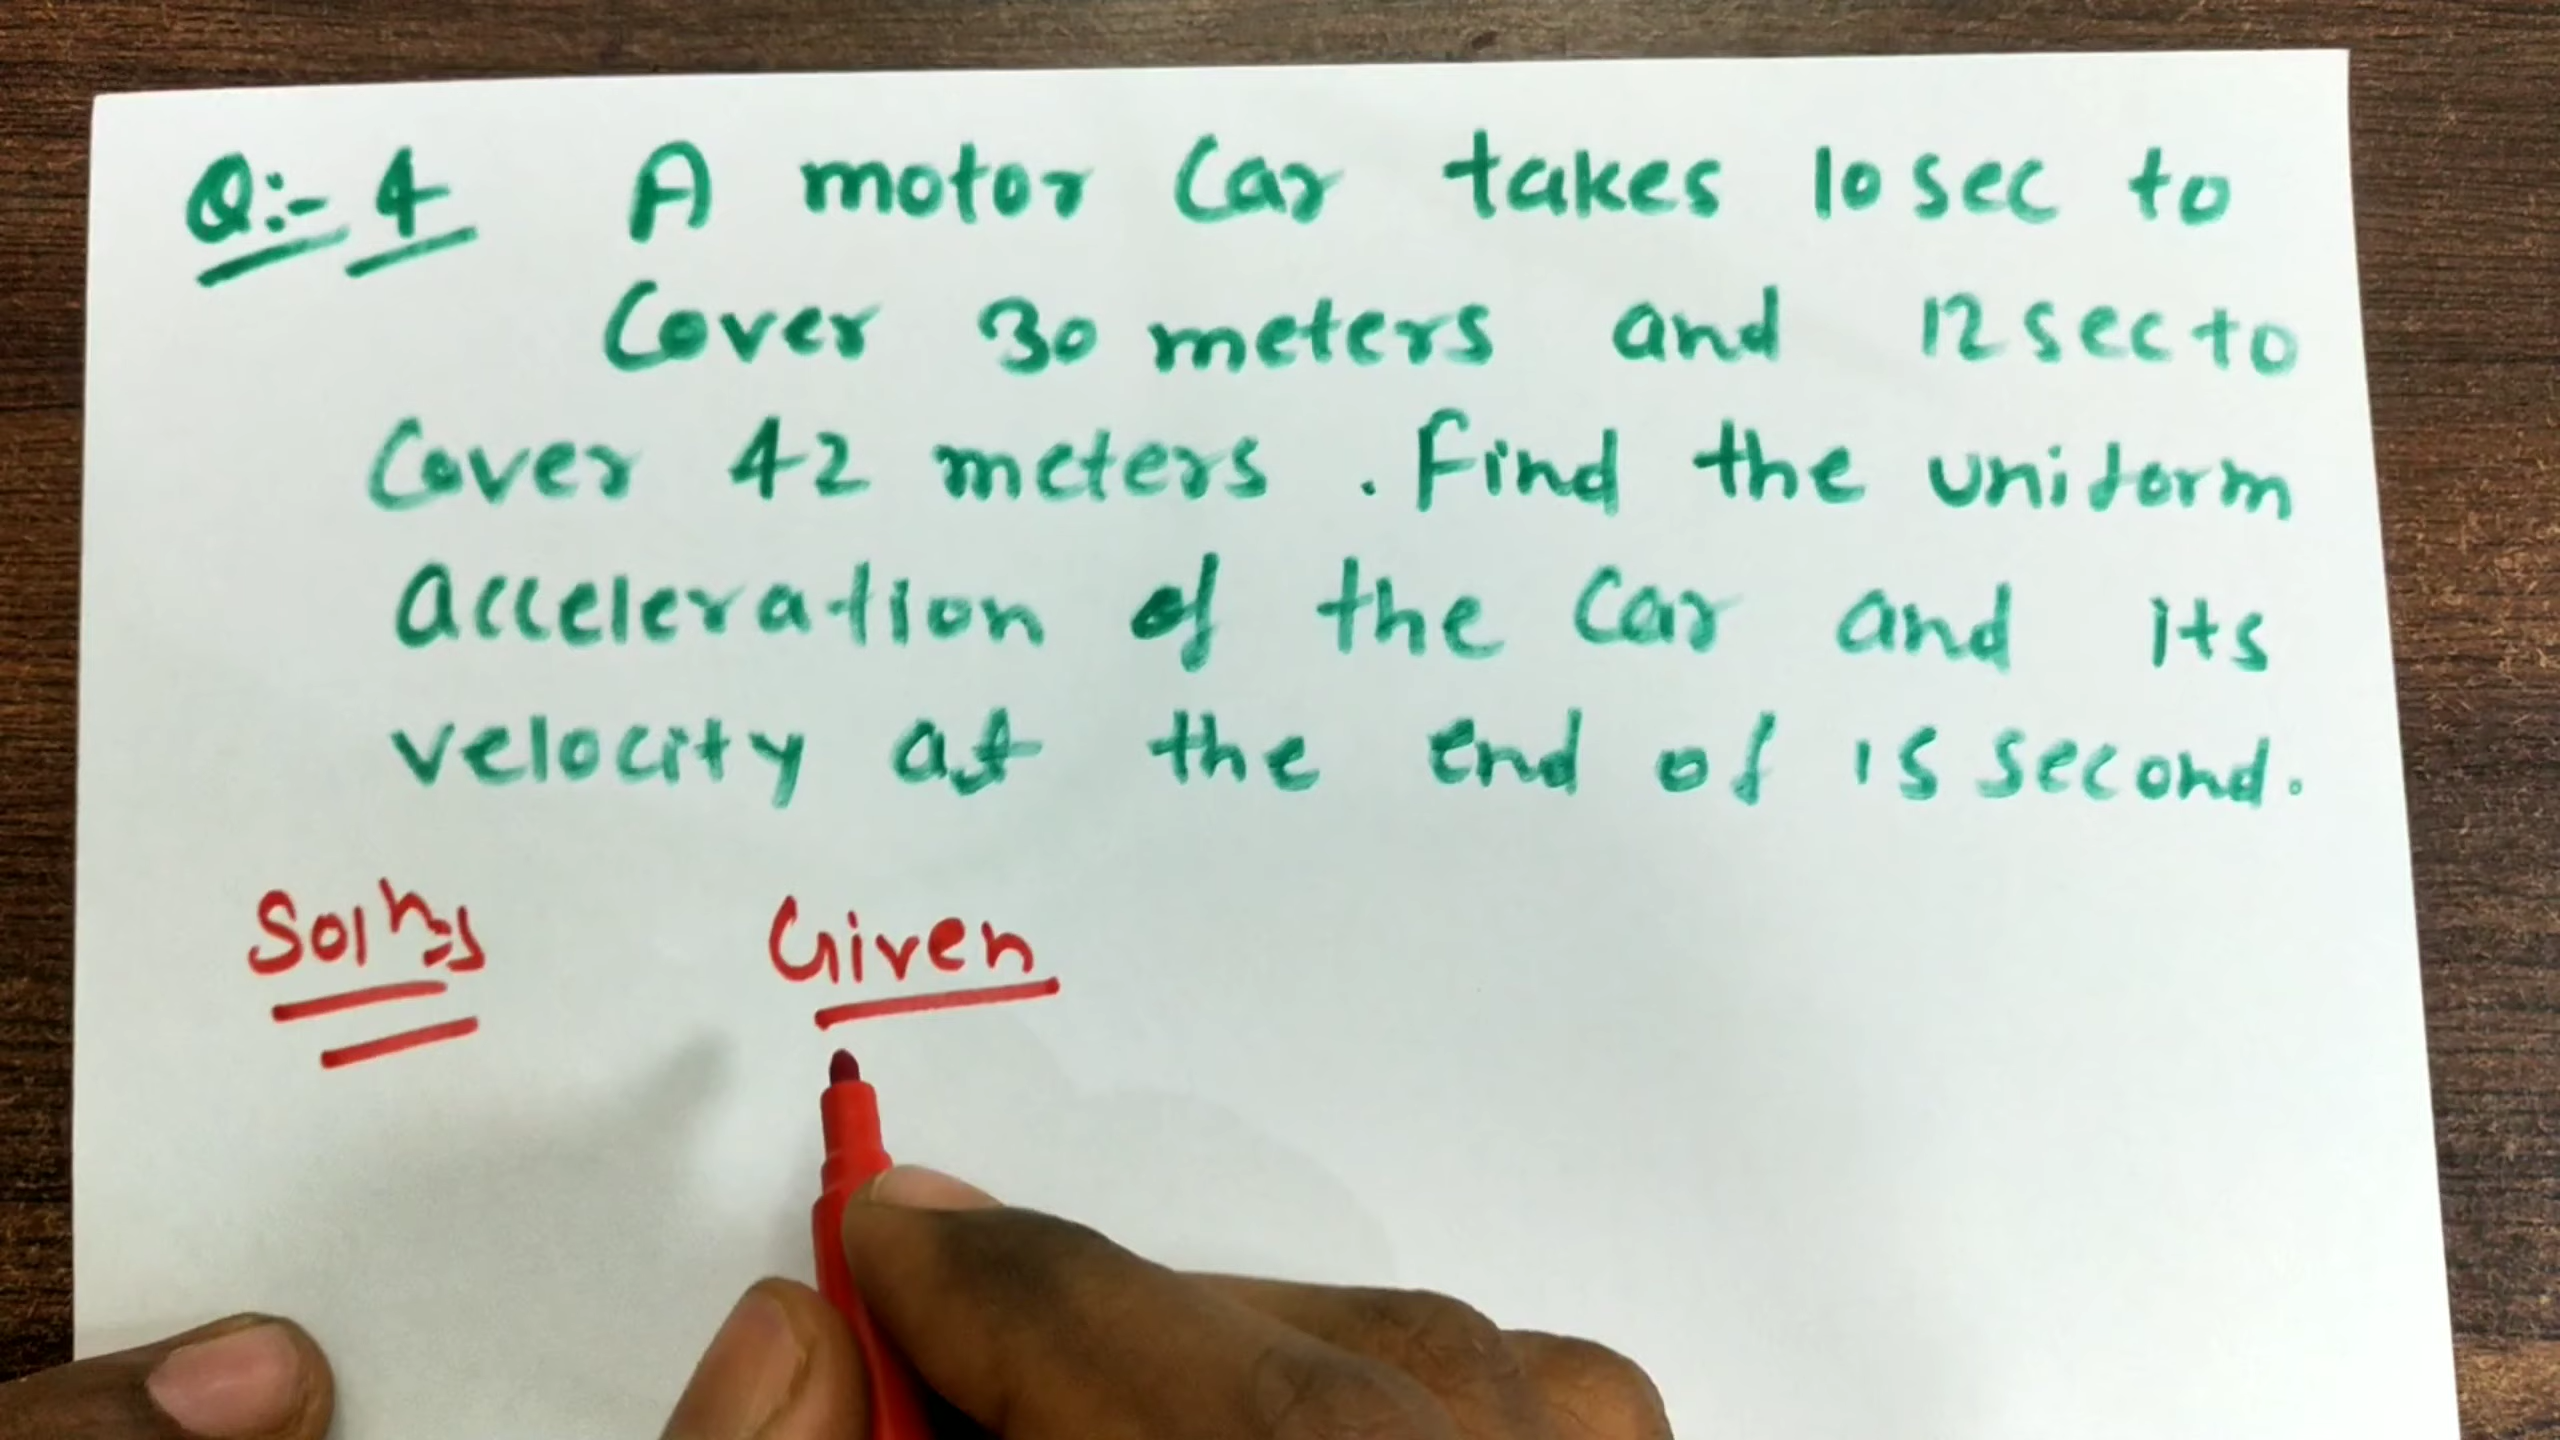 Q:- 4 A motor Car takes 10 sec to
Cover 30 meters and 12 sec to
Cover 42 meters . Find the uniform
acceleration of the Car and its
velocity at the end of 15 second.
Soln:-> Given